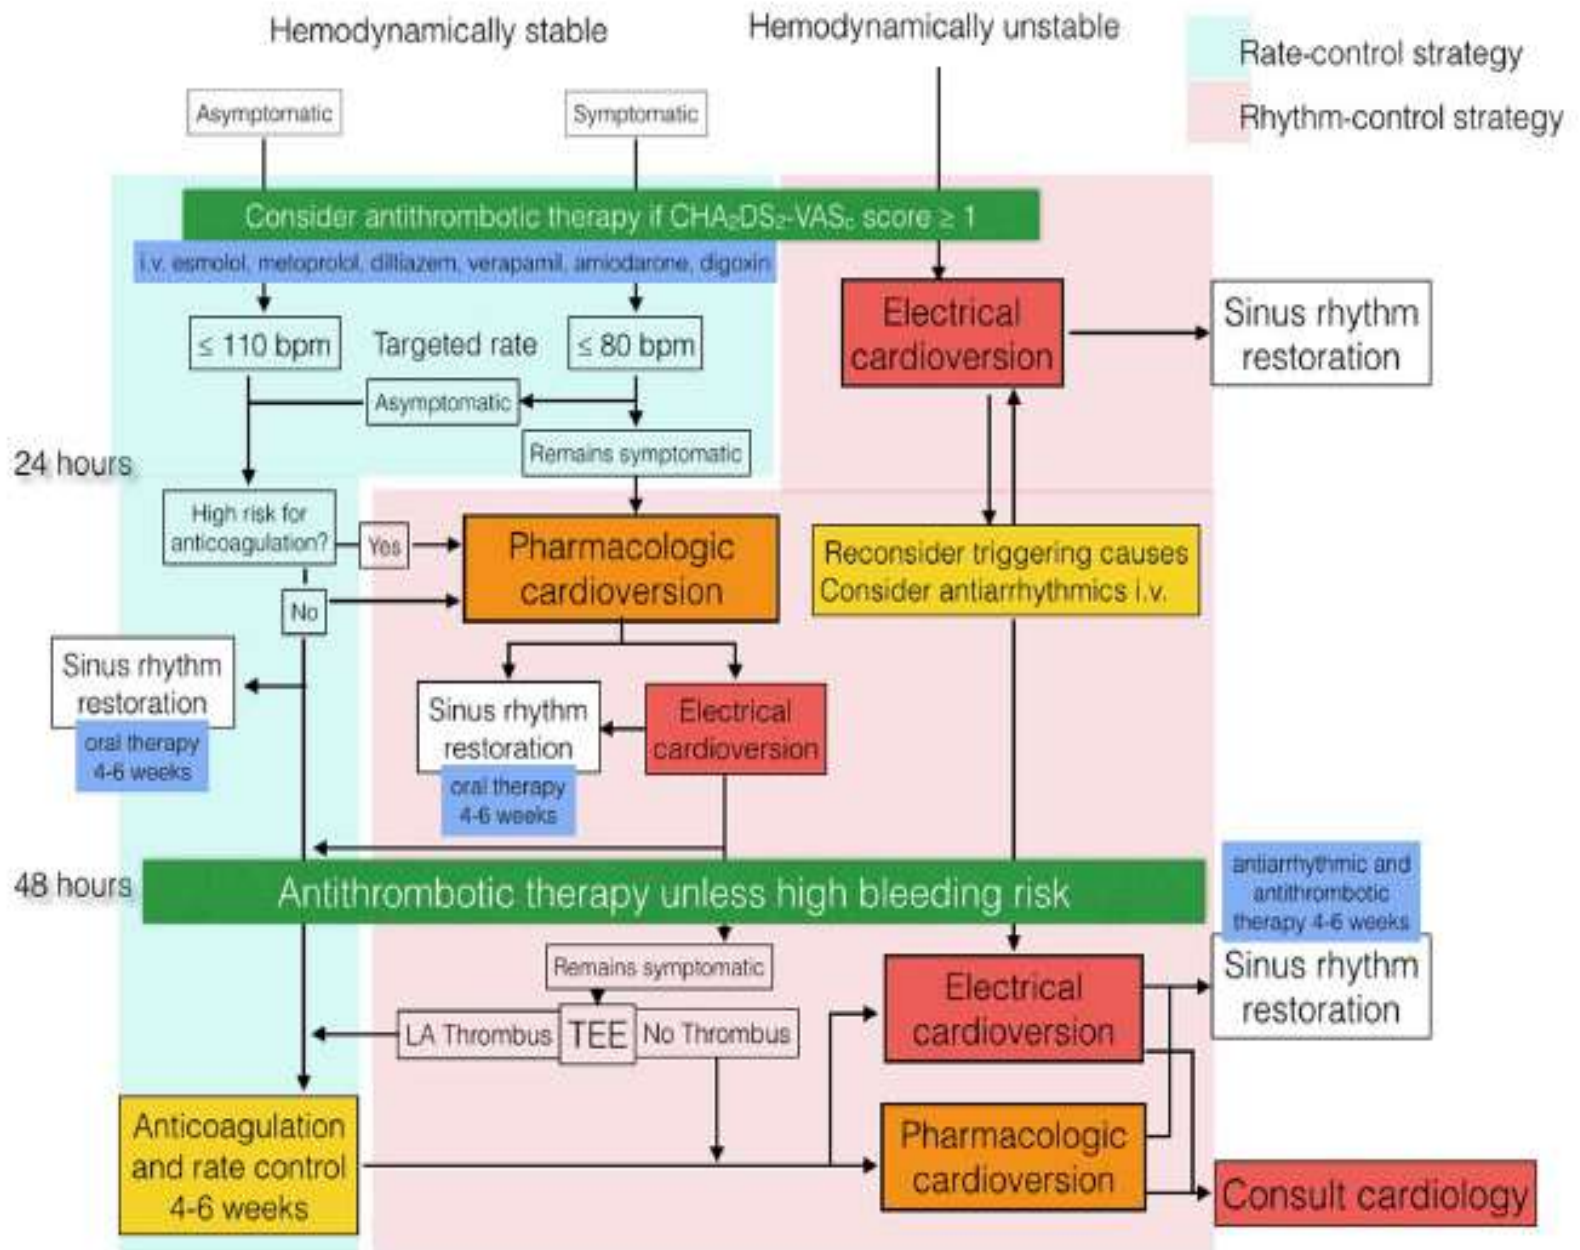 Hemodynamically stable
Hemodynamically unstable
Rate-control strategy
Rhythm-control strategy
Asymptomatic
Symptomatic
Consider antithrombotic therapy if CHA₂DS₂-VASc score ≥ 1
i.v. esmolol, metoprolol, diltiazem, verapamil, amiodarone, digoxin
≤ 110 bpm
Targeted rate
≤ 80 bpm
Electrical
cardioversion
Sinus rhythm
restoration
Asymptomatic
Remains symptomatic
24 hours
High risk for
anticoagulation?
Yes
No
Pharmacologic
cardioversion
Reconsider triggering causes
Consider antiarrhythmics i.v.
Sinus rhythm
restoration
oral therapy
4-6 weeks
Sinus rhythm
restoration
oral therapy
4-6 weeks
Electrical
cardioversion
48 hours
Antithrombotic therapy unless high bleeding risk
antiarrhythmic and
antithrombotic
therapy 4-6 weeks
Sinus rhythm
restoration
Remains symptomatic
LA Thrombus
TEE
No Thrombus
Electrical
cardioversion
Anticoagulation
and rate control
4-6 weeks
Pharmacologic
cardioversion
Consult cardiology